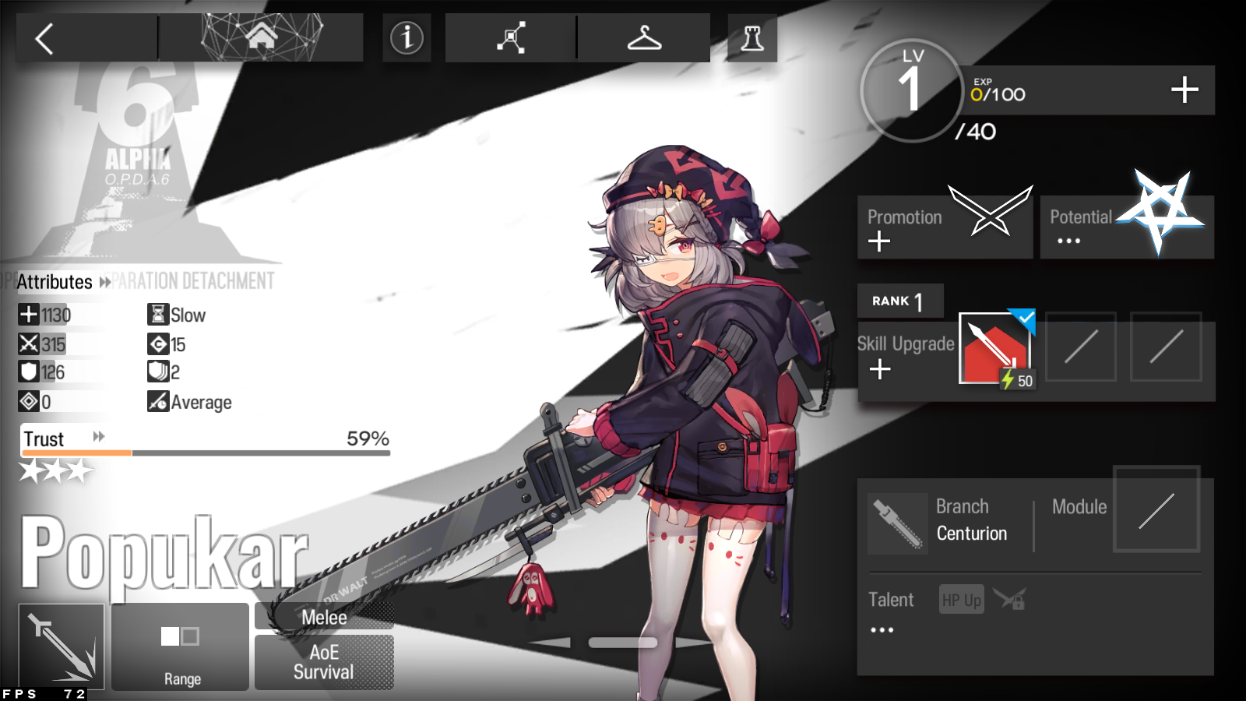 LV
1
EXP
0/100
/40
6
ALPHA
O.P.D.A.6
PARATION DETACHMENT
Promotion
Potential
Attributes
1130
Slow
315
15
126
2
0
Average
RANK 1
Skill Upgrade
50
Trust
59%
Popukar
Branch
Centurion
Module
Talent
HP Up
DR WALT
Melee
AoE
Survival
Range
FPS 72